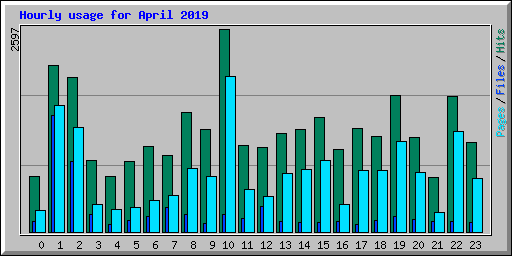 Hourly usage for April 2019
2597
Pages/Files/Hits
0 1 2 3 4 5 6 7 8 9 10 11 12 13 14 15 16 17 18 19 20 21 22 23